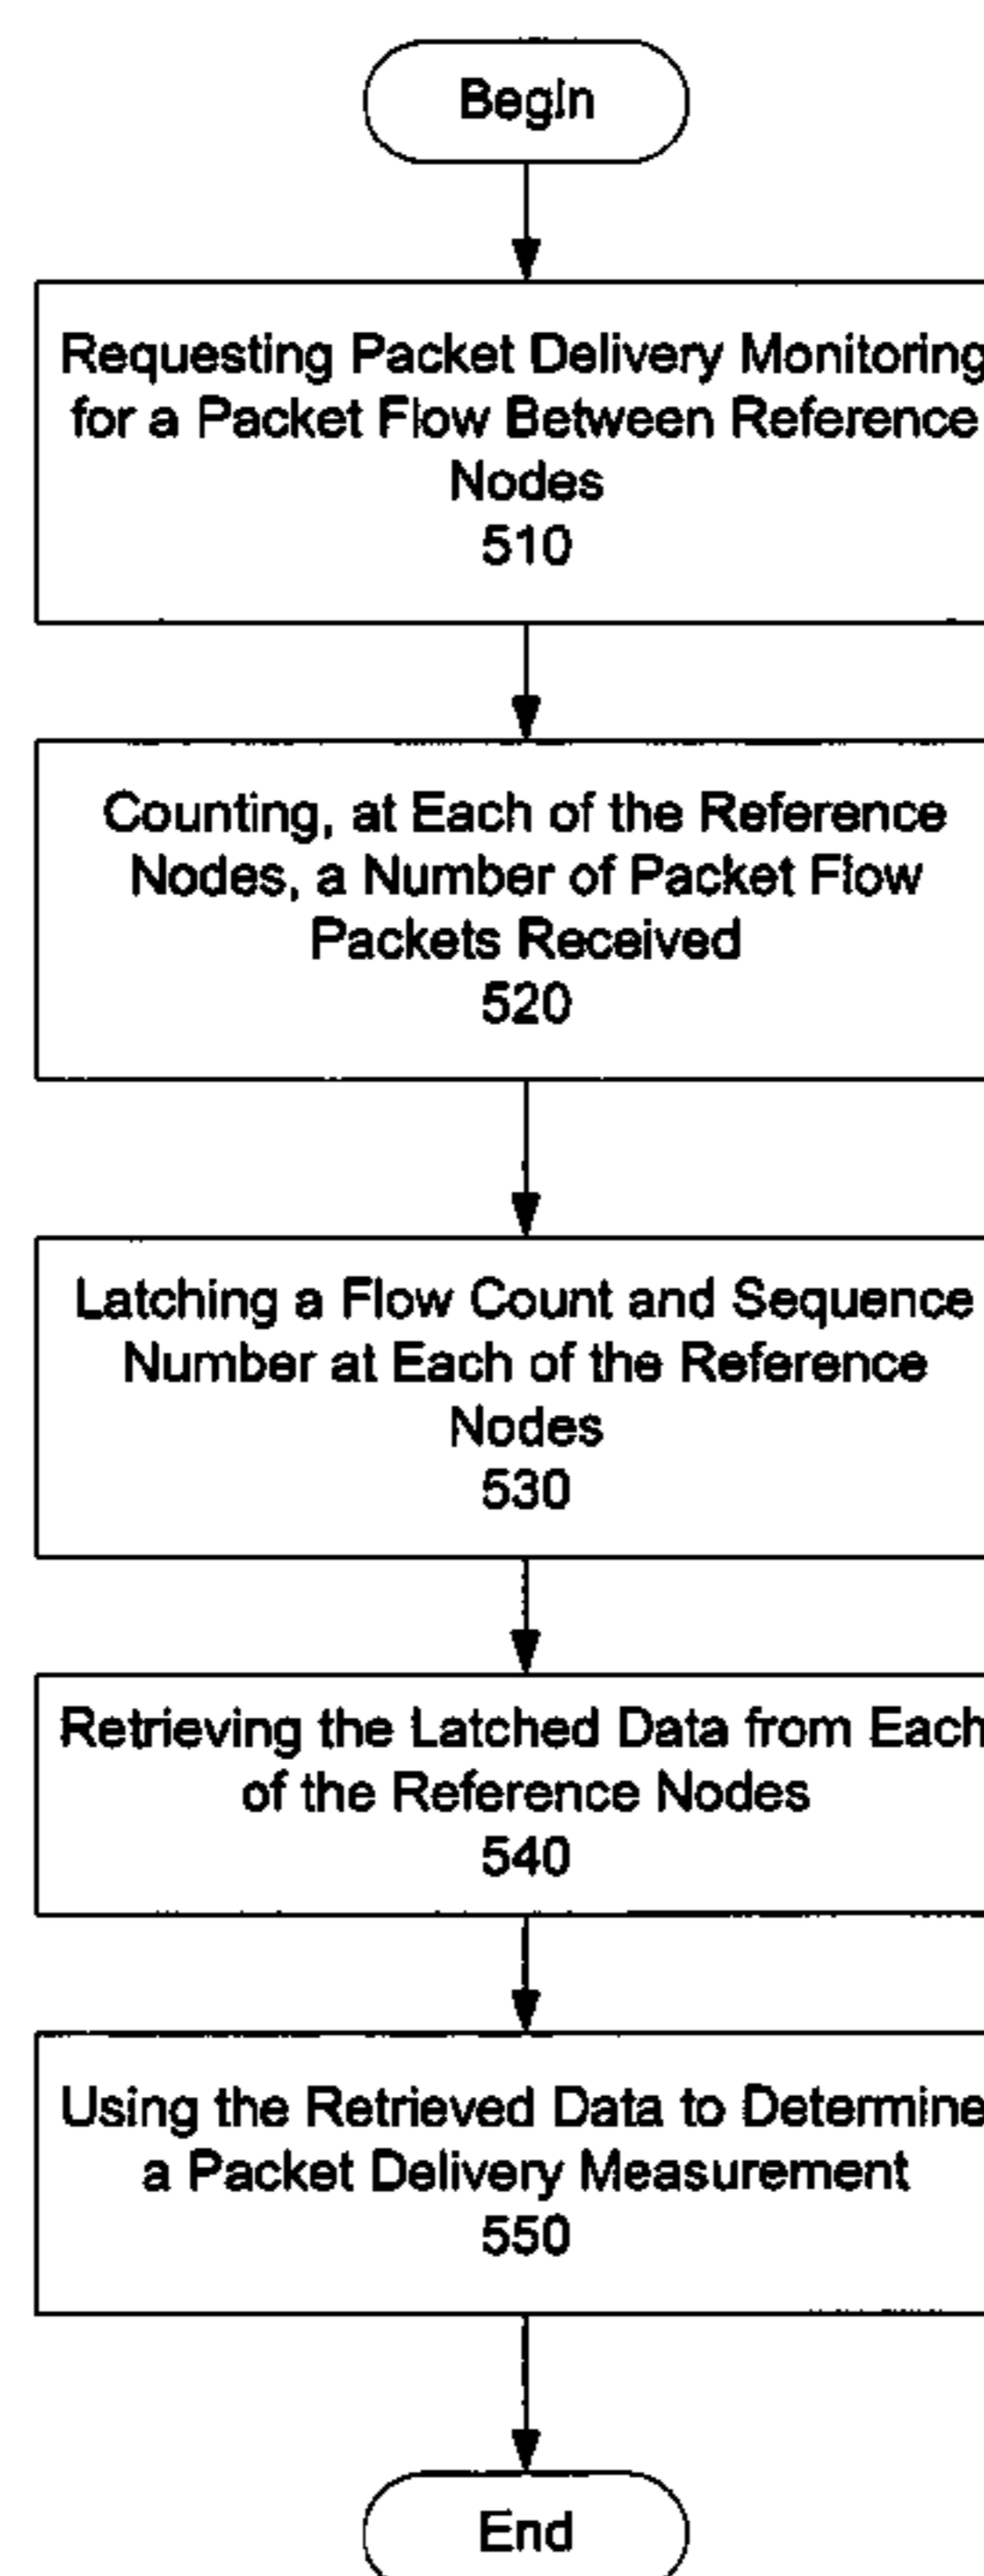 Begin
Requesting Packet Delivery Monitoring
for a Packet Flow Between Reference
Nodes
510
Counting, at Each of the Reference
Nodes, a Number of Packet Flow
Packets Received
520
Latching a Flow Count and Sequence
Number at Each of the Reference
Nodes
530
Retrieving the Latched Data from Each
of the Reference Nodes
540
Using the Retrieved Data to Determine
a Packet Delivery Measurement
550
End